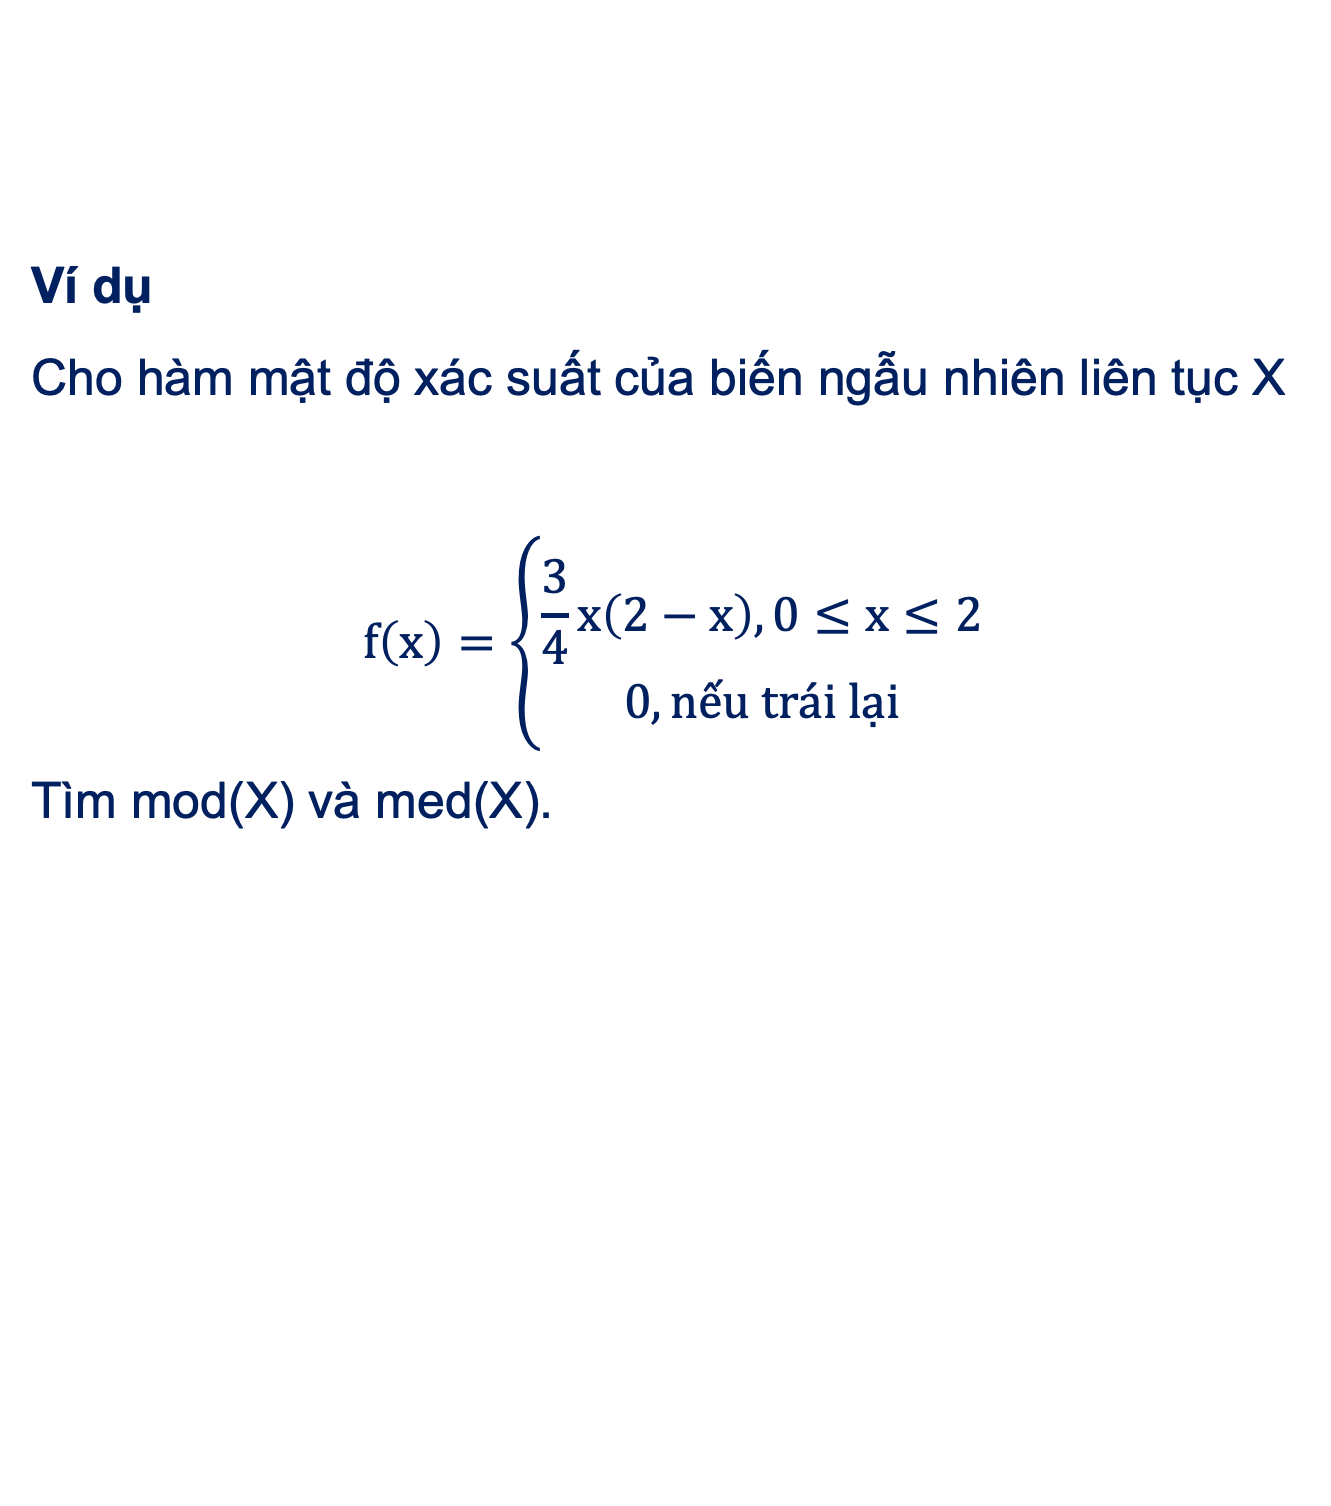 Ví dụ
Cho hàm mật độ xác suất của biến ngẫu nhiên liên tục X
f(x) = { 3/4 x(2 − x), 0 ≤ x ≤ 2
0, nếu trái lại
Tìm mod(X) và med(X).